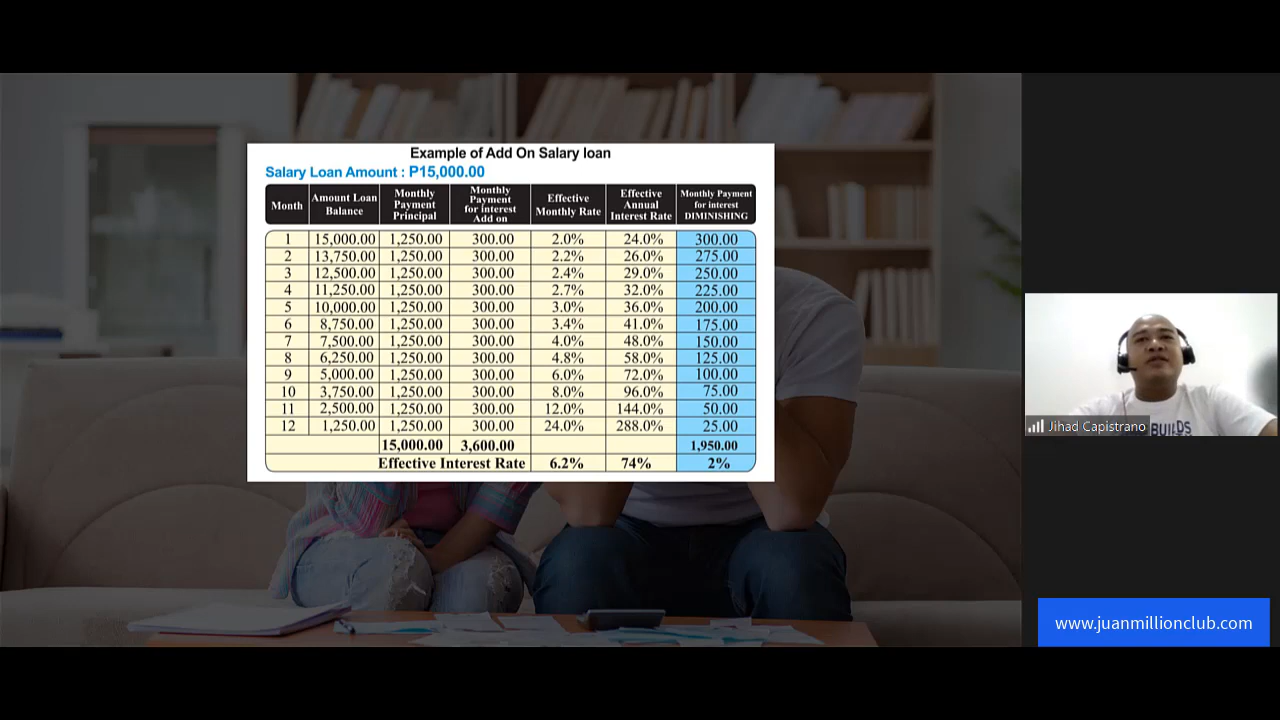 Example of Add On Salary loan
Salary Loan Amount : P15,000.00
Month Amount Loan Balance Monthly Payment Principal Monthly Payment for interest Add on Effective Monthly Rate Effective Annual Interest Rate Monthly Payment for interest DIMINISHING
1 15,000.00 1,250.00 300.00 2.0% 24.0% 300.00
2 13,750.00 1,250.00 300.00 2.2% 26.0% 275.00
3 12,500.00 1,250.00 300.00 2.4% 29.0% 250.00
4 11,250.00 1,250.00 300.00 2.7% 32.0% 225.00
5 10,000.00 1,250.00 300.00 3.0% 36.0% 200.00
6 8,750.00 1,250.00 300.00 3.4% 41.0% 175.00
7 7,500.00 1,250.00 300.00 4.0% 48.0% 150.00
8 6,250.00 1,250.00 300.00 4.8% 58.0% 125.00
9 5,000.00 1,250.00 300.00 6.0% 72.0% 100.00
10 3,750.00 1,250.00 300.00 8.0% 96.0% 75.00
11 2,500.00 1,250.00 300.00 12.0% 144.0% 50.00
12 1,250.00 1,250.00 300.00 24.0% 288.0% 25.00
15,000.00 3,600.00 1,950.00
Effective Interest Rate 6.2% 74% 2%
Jihad Capistrano
www.juanmillionclub.com